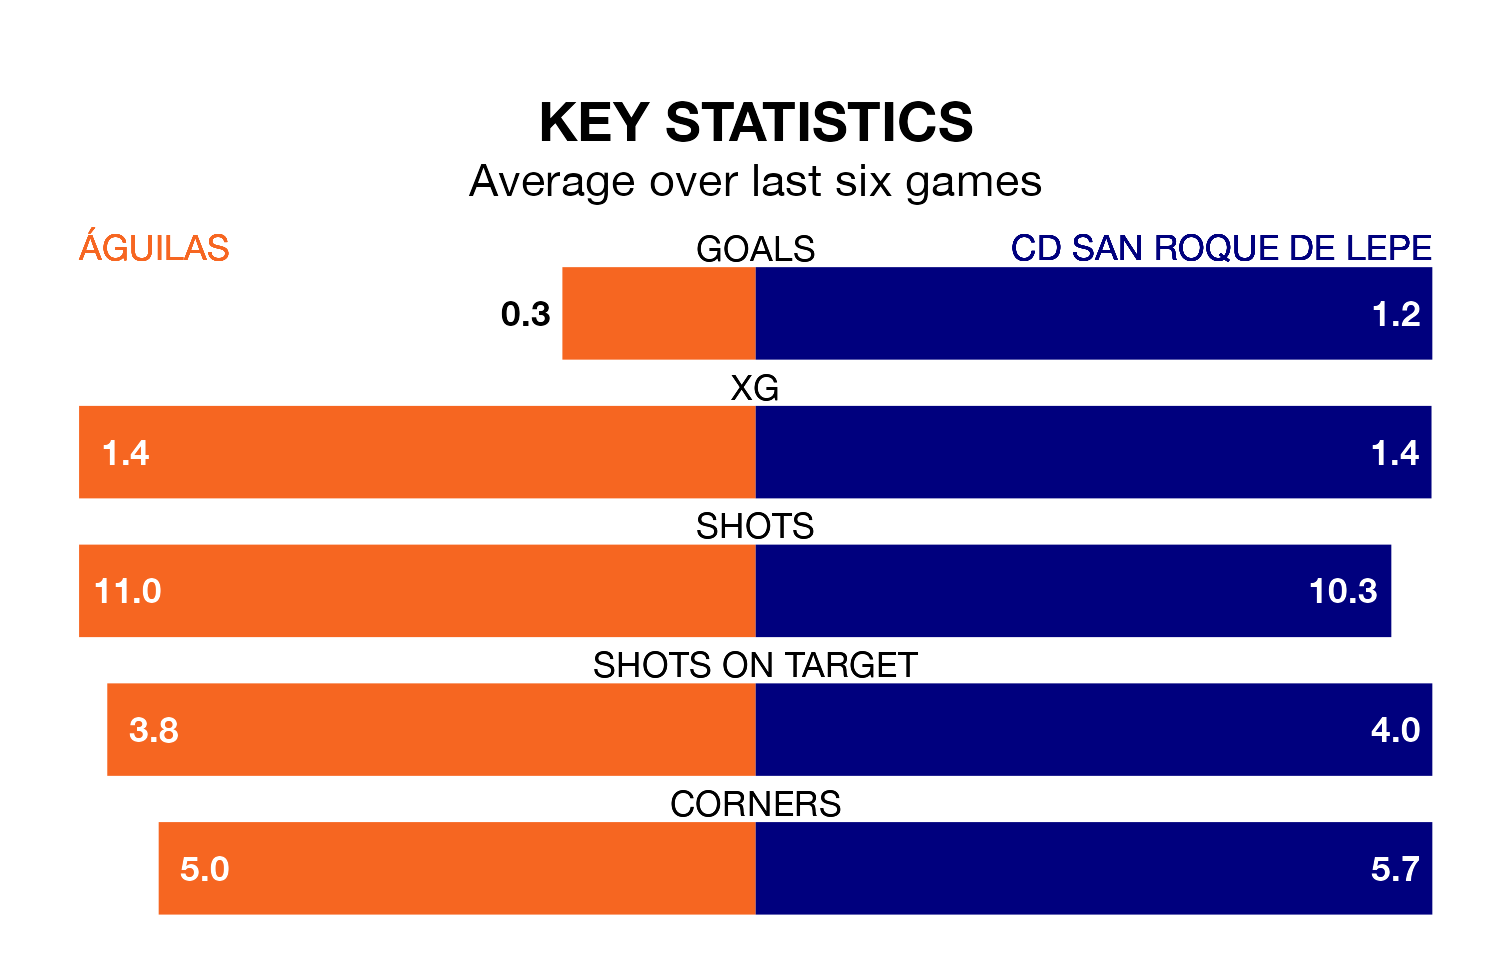 KEY STATISTICS
Average over last six games
ÁGUILAS GOALS CD SAN ROQUE DE LEPE
0.3 1.2
XG
1.4 1.4
SHOTS
11.0 10.3
SHOTS ON TARGET
3.8 4.0
CORNERS
5.0 5.7